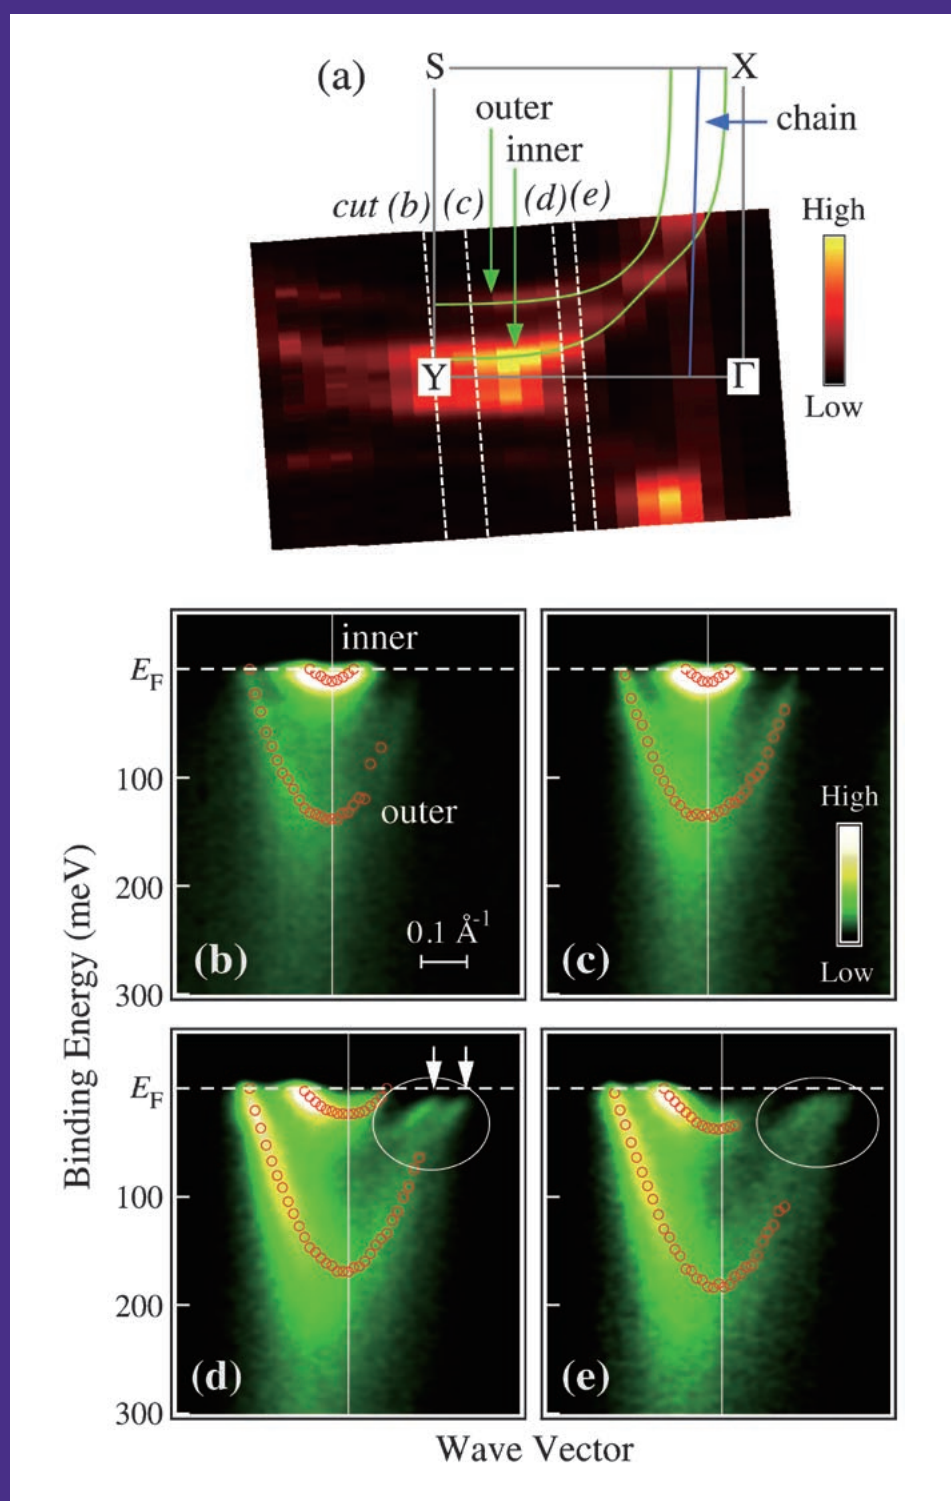 (a)
S
X
outer
inner
chain
cut (b)
(c)
(d)
(e)
High
Low
Y
Γ
inner
E_F
100
outer
200
0.1 Å⁻¹
(b)
300
High
Low
(c)
E_F
100
200
(d)
300
(e)
Binding Energy (meV)
Wave Vector